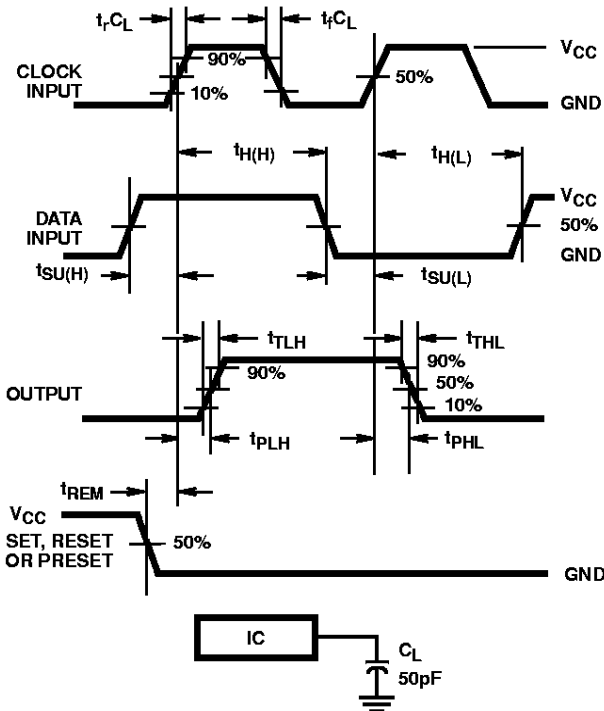 trCL
tfCL
CLOCK
INPUT
90%
10%
50%
VCC
GND
tH(H)
tH(L)
DATA
INPUT
VCC
50%
GND
tSU(H)
tSU(L)
tTLH
tTHL
OUTPUT
90%
90%
50%
10%
tPLH
tPHL
tREM
VCC
SET, RESET
OR PRESET
50%
GND
IC
CL
50pF